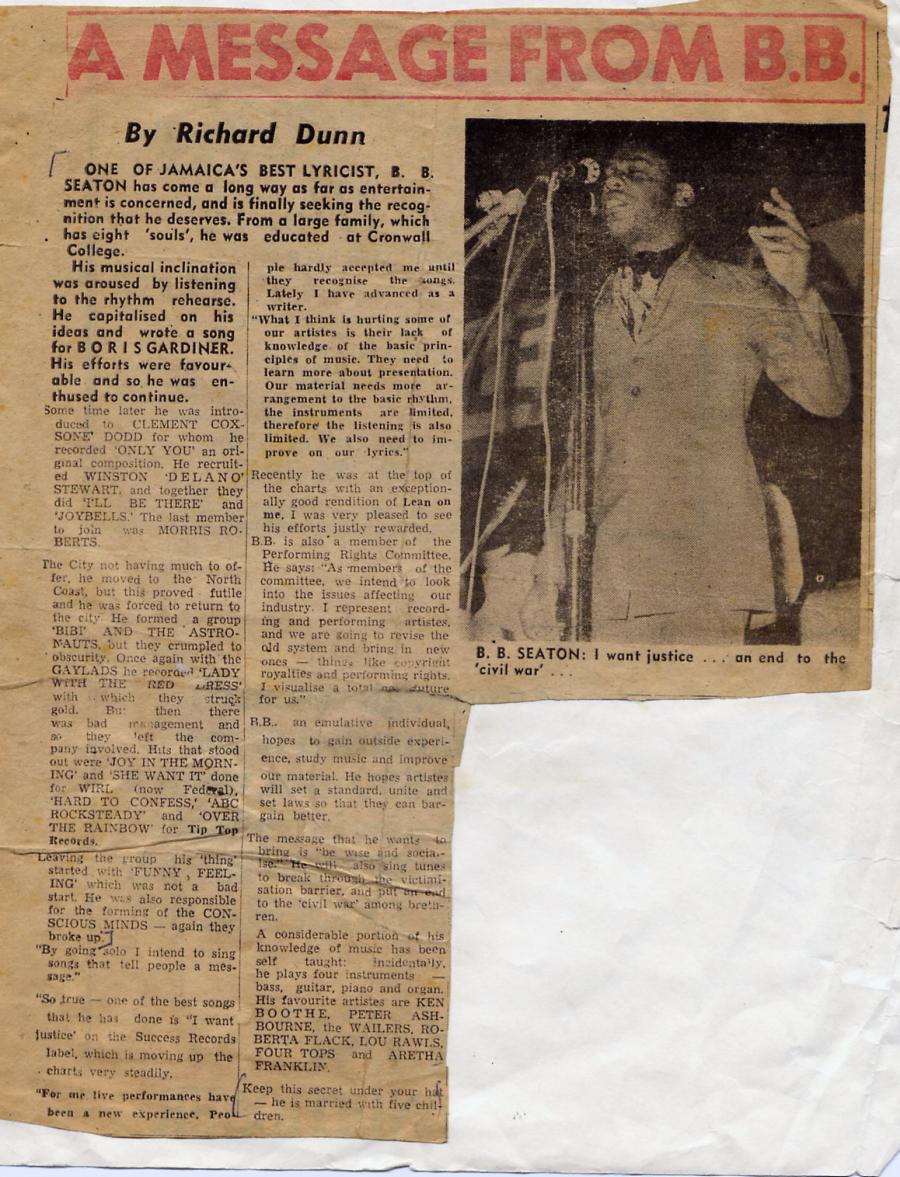 A MESSAGE FROM B.B.
By Richard Dunn
ONE OF JAMAICA'S BEST LYRICIST, B. B.
SEATON has come a long way as far as entertain-
ment is concerned, and is finally seeking the recog-
nition that he deserves. From a large family, which
has eight 'souls', he was educated at Cronwall
College.
His musical inclination
was aroused by listening
to the rhythm rehearse.
He capitalised on his
ideas and wrote a song
for BORIS GARDINER.
His efforts were favour-
able and so he was en-
thused to continue.
Some time later he was intro-
duced to CLEMENT COX-
SONE' DODD for whom he
recorded 'ONLY YOU' an ori-
ginal composition. He recruit-
ed WINSTON 'DELANO'
STEWART, and together they
did 'I'LL BE THERE' and
'JOYBELLS.' The last member
to join was MORRIS RO-
BERTS.
The City not having much to of-
fer, he moved to the North
Coast, but this proved futile
and he was forced to return to
the city. He formed a group
'BIBI' AND THE ASTRO-
NAUTS, but they crumpled to
obscurity. Once again with the
GAYLADS he recorded 'LADY
WITH THE RED DRESS'
with which they struck
gold. But then there
was bad management and
so they left the com-
pany involved. Hits that stood
out were 'JOY IN THE MORN-
ING' and 'SHE WANT IT' done
for WIRL (now Federal),
'HARD TO CONFESS,' 'ABC
ROCKSTEADY' and 'OVER
THE RAINBOW' for Tip Top
Records.
Leaving the group his 'thing'
started with 'FUNNY FEEL-
ING' which was not a bad
start. He was also responsible
for the forming of the CON-
SCIOUS MINDS — again they
broke up.
"By going solo I intend to sing
songs that tell people a mes-
sage."
"So true — one of the best songs
that he has done is "I want
justice' on the Success Records
label, which is moving up the
charts very steadily.
"For me live performances have
been a new experience, Peo-
ple hardly accepted me until
they recognise the songs.
Lately I have advanced as a
writer.
"What I think is hurting some of
our artistes is their lack of
knowledge of the basic prin-
ciples of music. They need to
learn more about presentation.
Our material needs more ar-
rangement to the basic rhythm,
the instruments are limited,
therefore the listening is also
limited. We also need to im-
prove on our lyrics."
Recently he was at the top of
the charts with an exception-
ally good rendition of Lean on
me, I was very pleased to see
his efforts justly rewarded.
B.B. is also a member of the
Performing Rights Committee.
He says: "As members of the
committee, we intend to look
into the issues affecting our
industry. I represent record-
ing and performing artistes,
and we are going to revise the
old system and bring in new
ones — things like copyright
royalties and performing rights.
I visualise a total new future
for us."
B.B., an emulative individual,
hopes to gain outside experi-
ence, study music and improve
our material. He hopes artistes
will set a standard, unite and
set laws so that they can bar-
gain better.
The message that he wants to
bring is "be wise and social-
ise." He will also sing tunes
to break through the victimi-
sation barrier, and put an end
to the 'civil war' among breth-
ren.
A considerable portion of his
knowledge of music has been
self taught: incidentally,
he plays four instruments —
bass, guitar, piano and organ.
His favourite artistes are KEN
BOOTHE, PETER ASH-
BOURNE, the WAILERS, RO-
BERTA FLACK, LOU RAWLS,
FOUR TOPS and ARETHA
FRANKLIN.
Keep this secret under your hat
— he is married with five chil-
dren.
B. B. SEATON: I want justice ... an end to the
'civil war' ...